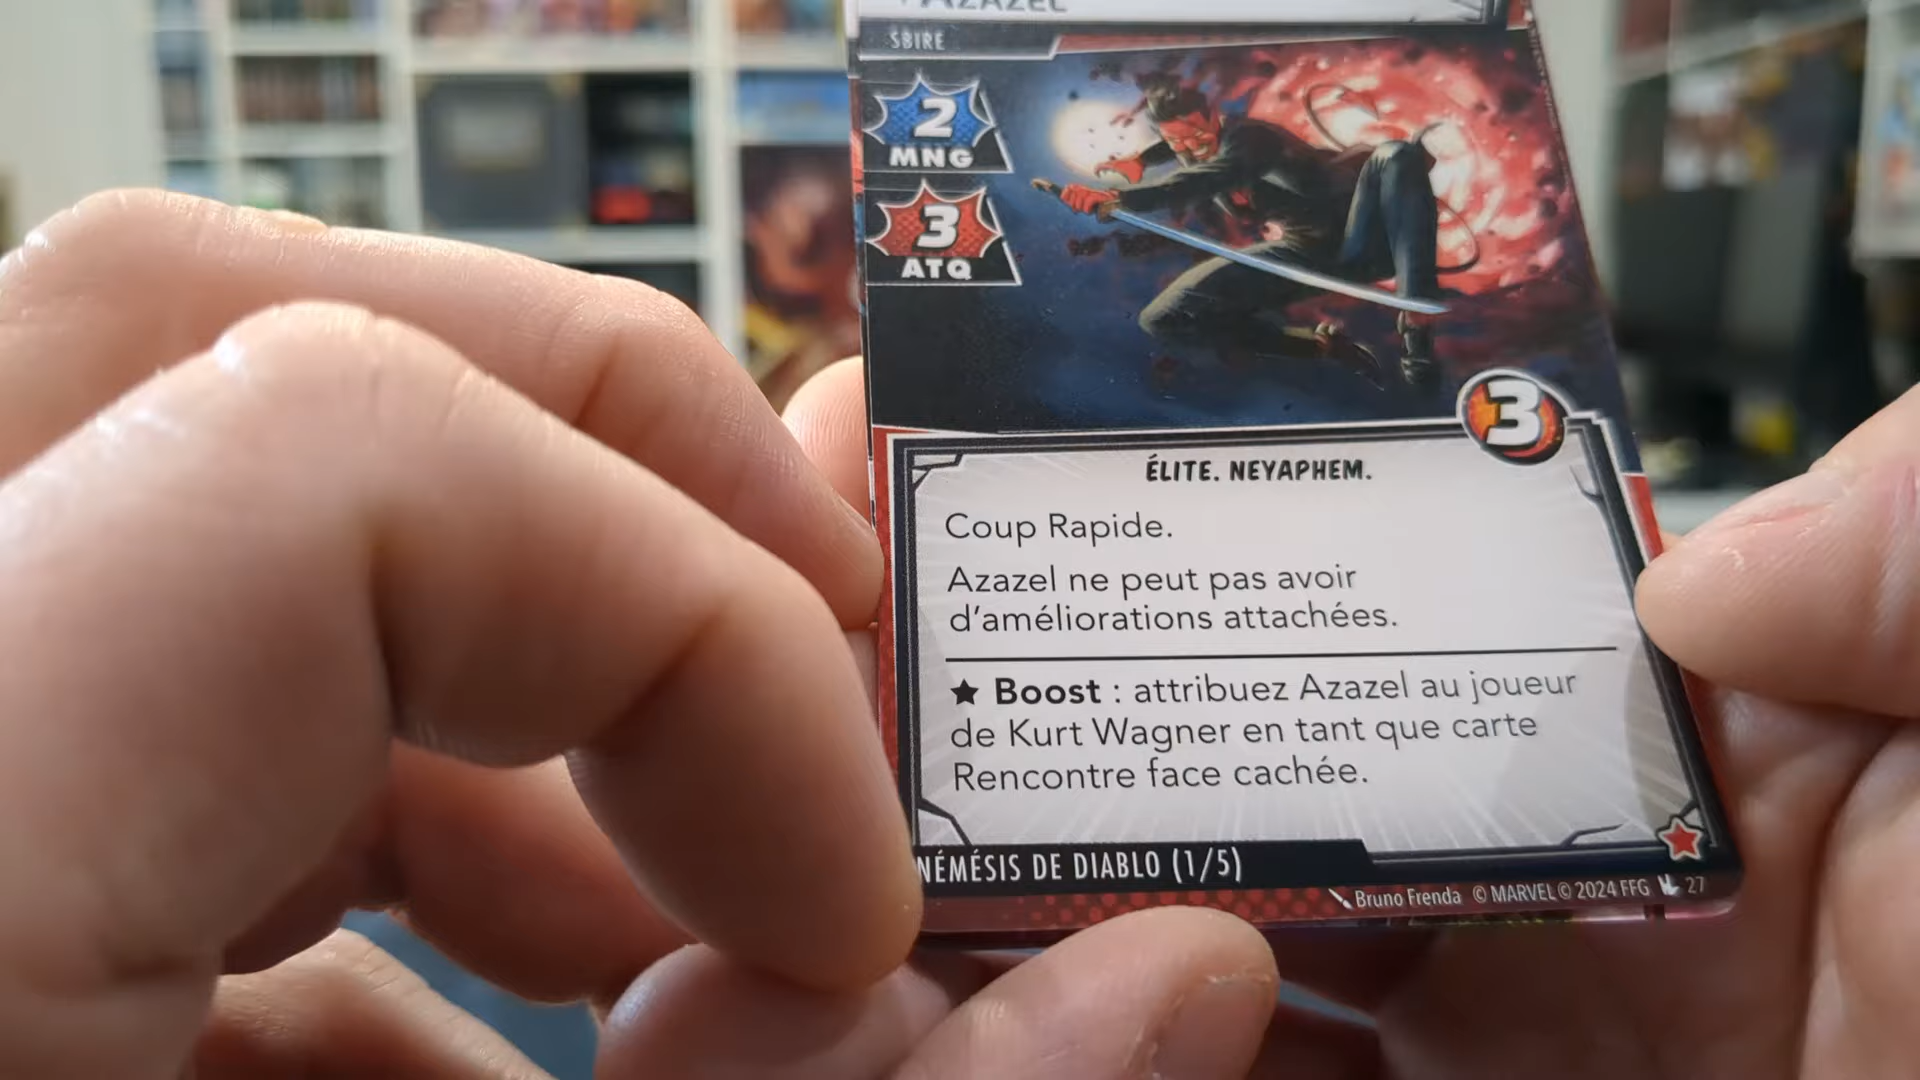 AZAZEL
SBIRE
2
MNG
3
ATQ
3
ÉLITE. NEYAPHEM.
Coup Rapide.
Azazel ne peut pas avoir
d'améliorations attachées.
★ Boost : attribuez Azazel au joueur
de Kurt Wagner en tant que carte
Rencontre face cachée.
NÉMÉSIS DE DIABLO (1/5)
Bruno Frenda © MARVEL © 2024 FFG 27